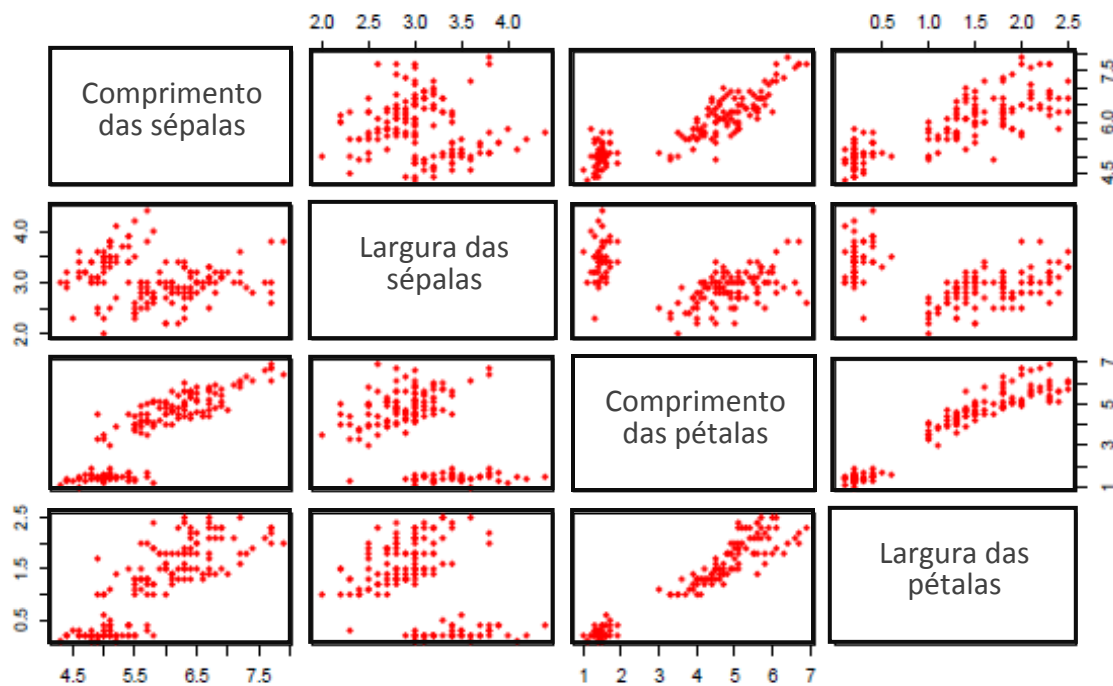 2.0 2.5 3.0 3.5 4.0
0.5 1.0 1.5 2.0 2.5
Comprimento
das sépalas
4.5 6.0 7.5
2.0 3.0 4.0
Largura das
sépalas
Comprimento
das pétalas
1 3 5 7
0.5 1.5 2.5
Largura das
pétalas
4.5 5.5 6.5 7.5
1 2 3 4 5 6 7